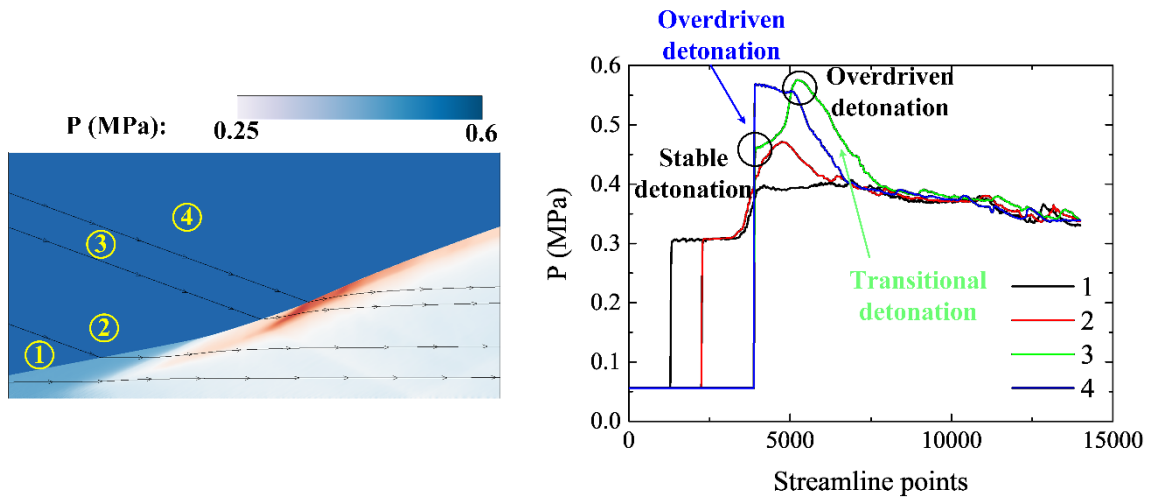 P (MPa):
0.25
0.6
①
②
③
④
Overdriven
detonation
Overdriven
detonation
Stable
detonation
Transitional
detonation
1
2
3
4
P (MPa)
0.6
0.5
0.4
0.3
0.2
0.1
0.0
0
5000
10000
15000
Streamline points